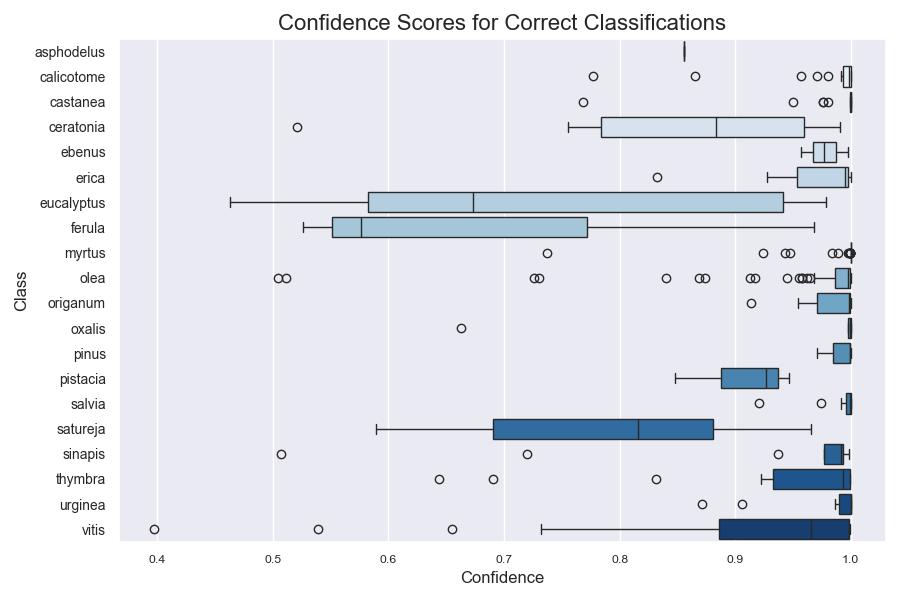 Confidence Scores for Correct Classifications
asphodelus
calicotome
castanea
ceratonia
ebenus
erica
eucalyptus
ferula
myrtus
olea
origanum
oxalis
pinus
pistacia
salvia
satureja
sinapis
thymbra
urginea
vitis
Class
0.4 0.5 0.6 0.7 0.8 0.9 1.0
Confidence